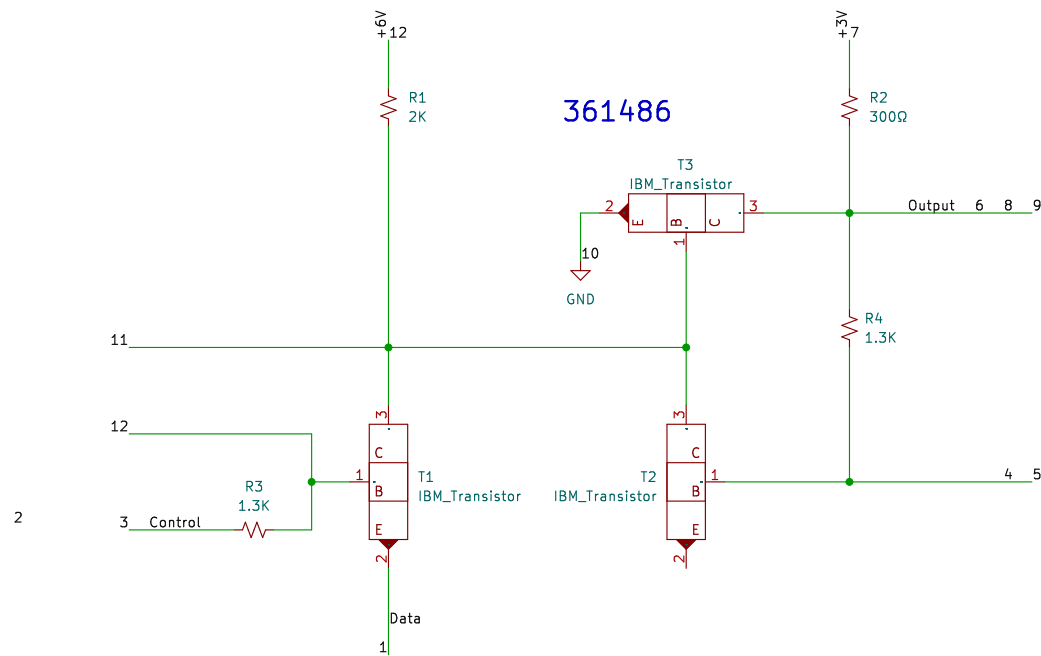 +6V
+12
+3V
+7
R1
2K
361486
R2
300Ω
T3
IBM_Transistor
2
E
B
C
3
1
Output 6 8 9
10
GND
R4
1.3K
11
12
3
C
1
B
E
2
T1
IBM_Transistor
3
C
1
B
E
2
T2
IBM_Transistor
4 5
R3
1.3K
2
3 Control
Data
1